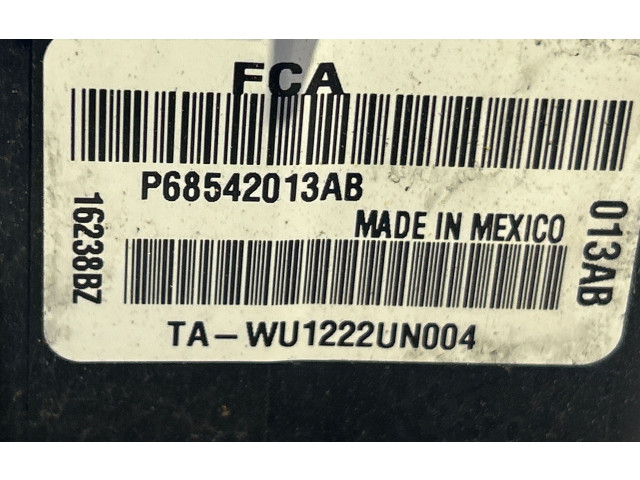 FCA
P68542013AB
MADE IN MEXICO
16238BZ
013AB
TA-WU1222UN004